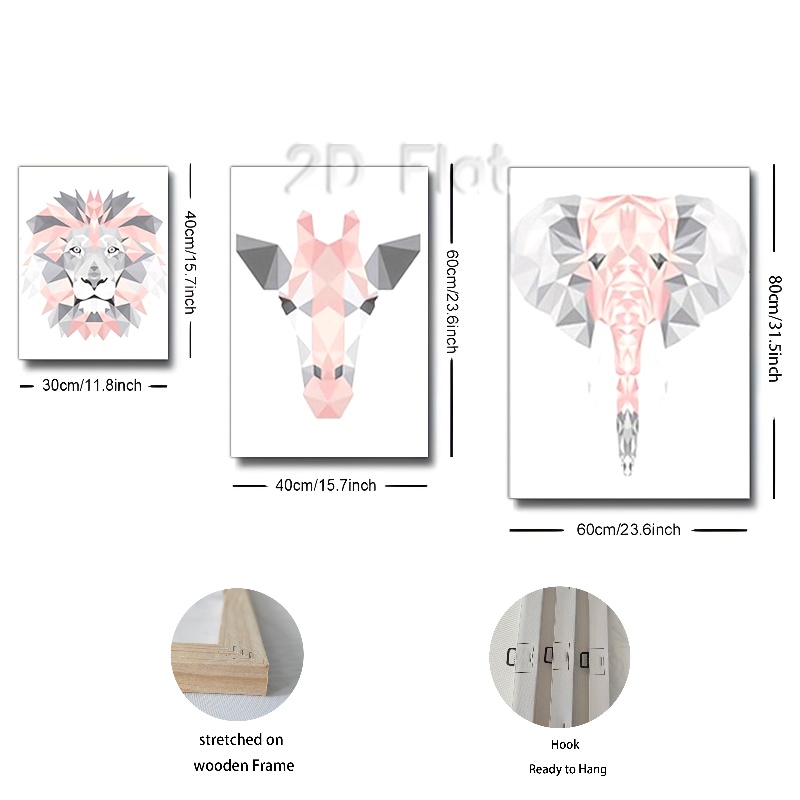 2D Flat
40cm/15.7inch
30cm/11.8inch
60cm/23.6inch
40cm/15.7inch
80cm/31.5inch
60cm/23.6inch
stretched on
wooden Frame
Hook
Ready to Hang